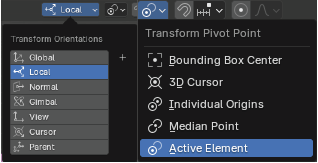 Local
Transform Orientations
Global
Local
Normal
Gimbal
View
Cursor
Parent
Transform Pivot Point
Bounding Box Center
3D Cursor
Individual Origins
Median Point
Active Element